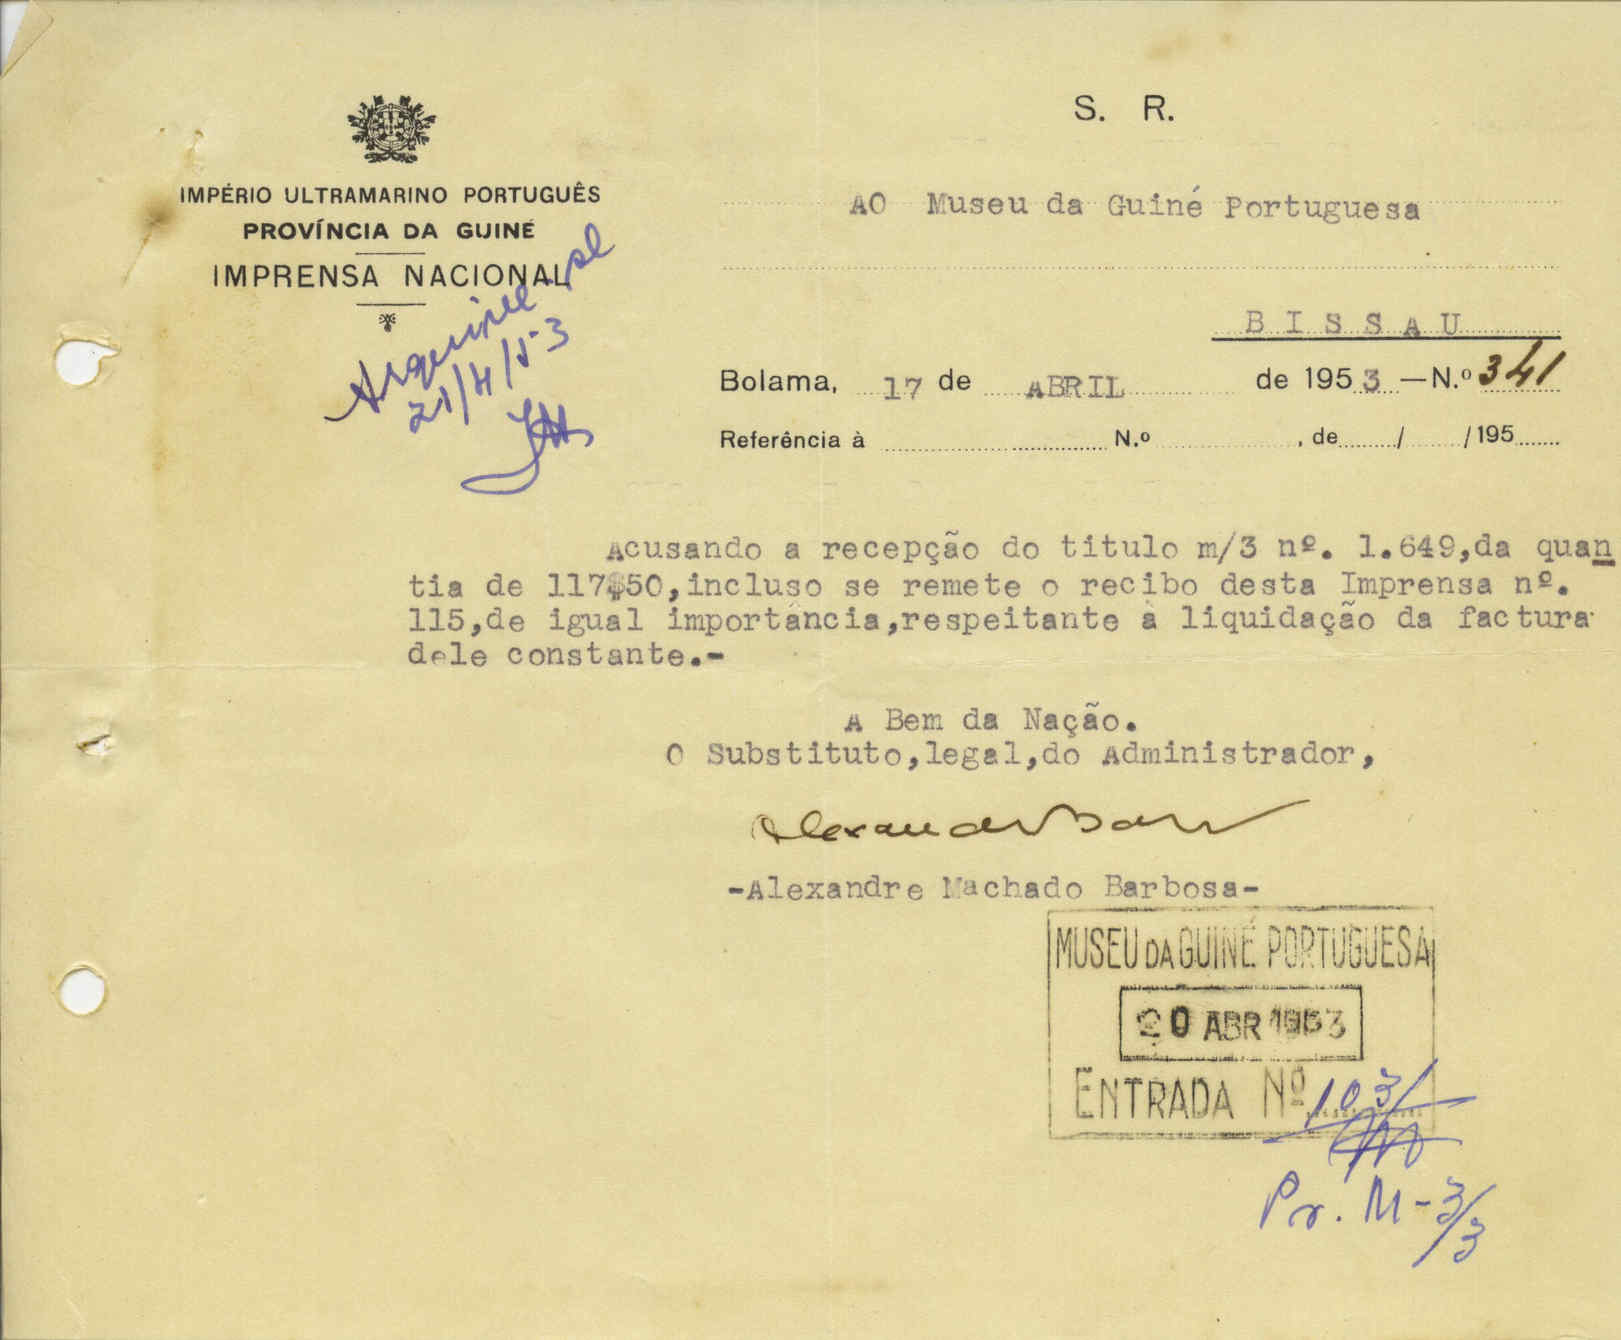 S. R.
IMPÉRIO ULTRAMARINO PORTUGUÊS
PROVÍNCIA DA GUINÉ
IMPRENSA NACIONAL
Arquive-se
21/4/53
AO Museu da Guiné Portuguesa
BISSAU
Bolama, 17 de ABRIL de 1953 — N.º 341
Referência à N.º , de / /195
Acusando a recepção do titulo m/3 nº. 1.649,da quan
tia de 117$50,incluso se remete o recibo desta Imprensa nº.
115,de igual importância,respeitante à liquidação da factura
dele constante.-
A Bem da Nação.
O Substituto,legal,do Administrador,
-Alexandre Machado Barbosa-
MUSEU DA GUINÉ PORTUGUESA
20 ABR 1953
ENTRADA Nº 103/
Pr. M-3/3